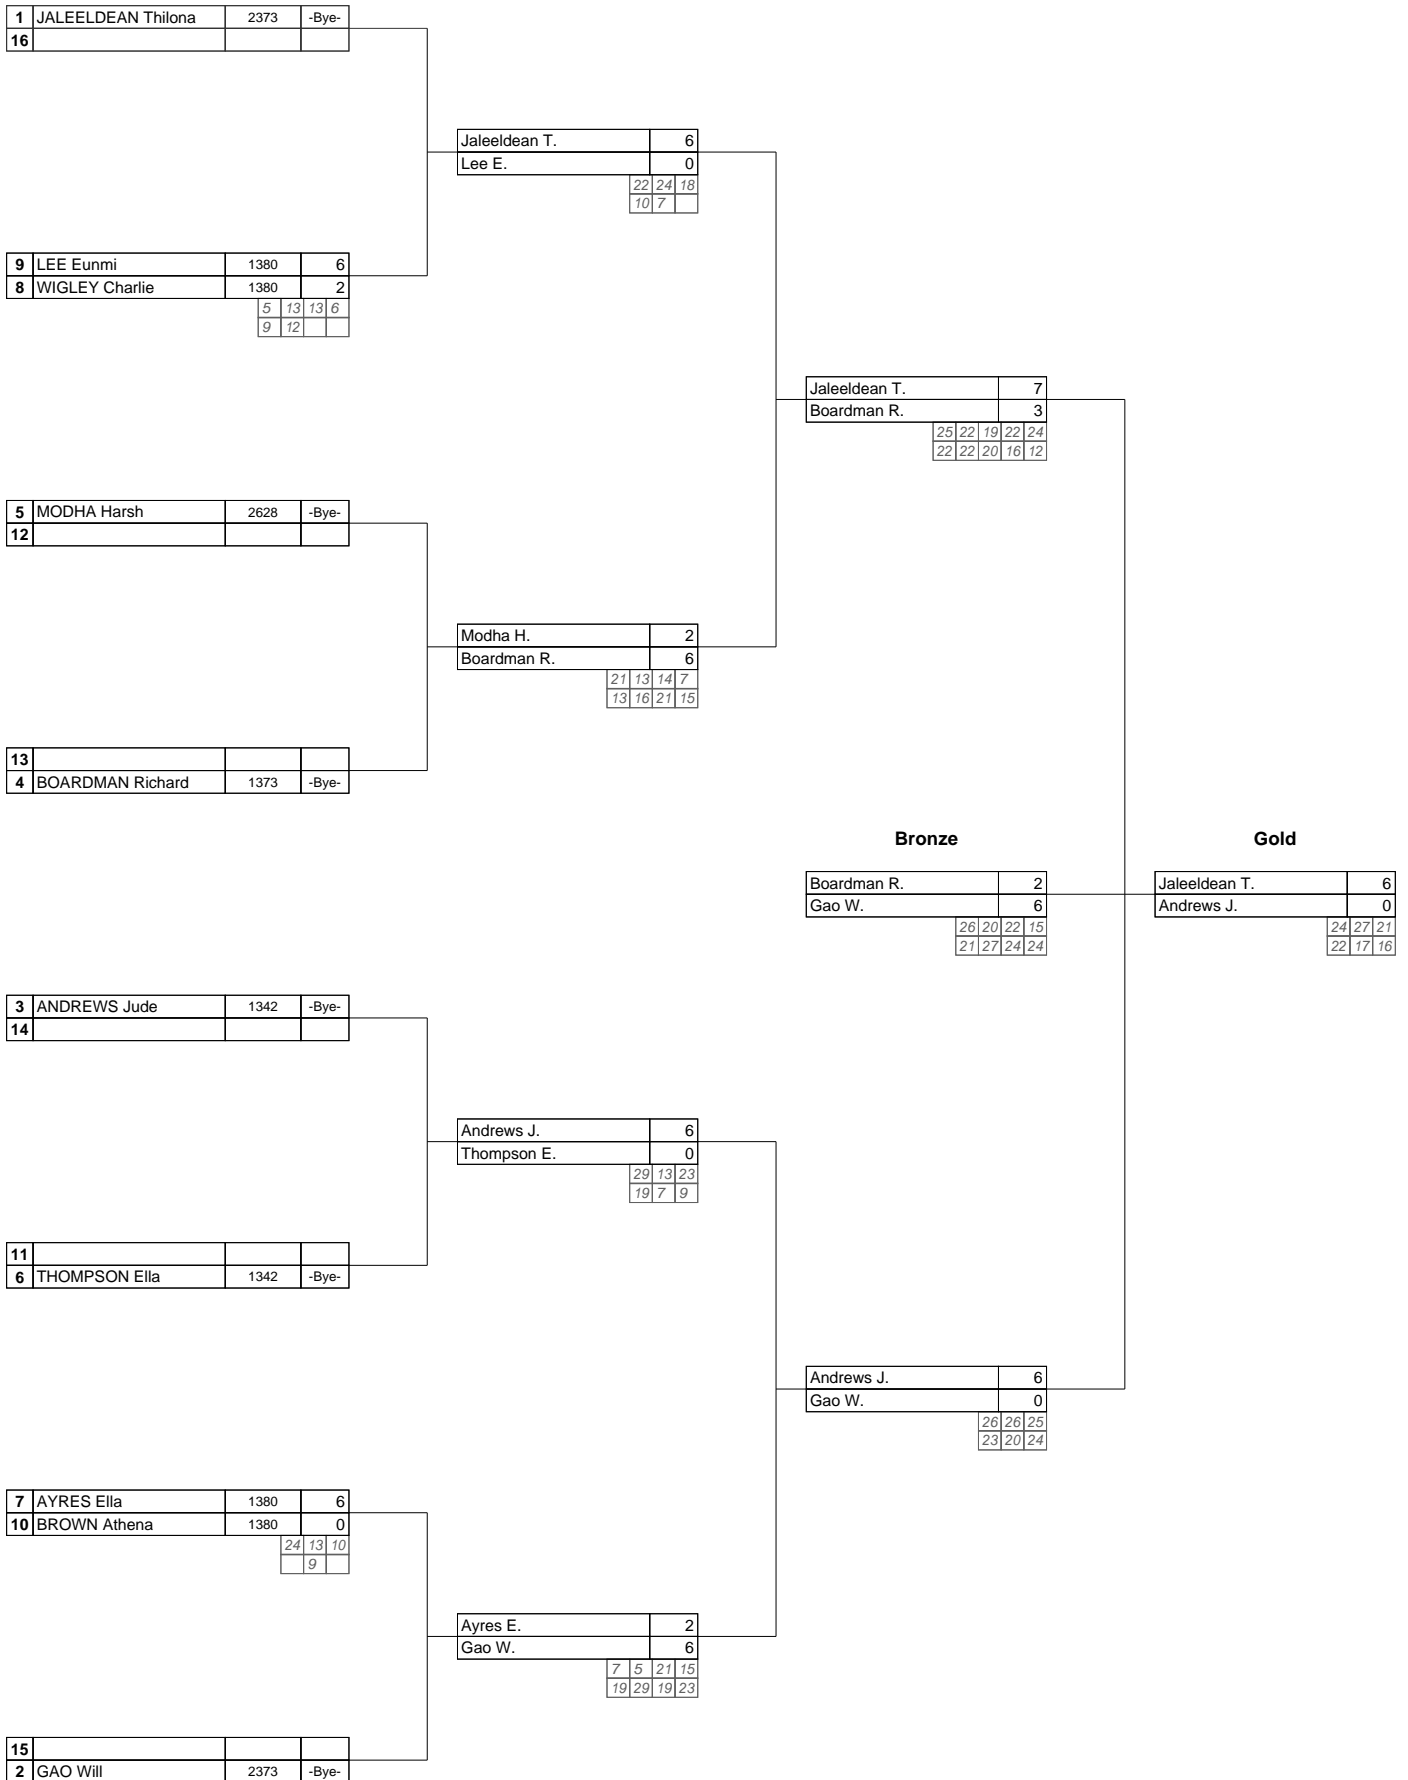 1 JALEELDEAN Thilona 2373 -Bye-
16
Jaleeldean T. 6
Lee E. 0
22 24 18
10 7
9 LEE Eunmi 1380 6
8 WIGLEY Charlie 1380 2
5 13 13 6
9 12
Jaleeldean T. 7
Boardman R. 3
25 22 19 22 24
22 22 20 16 12
5 MODHA Harsh 2628 -Bye-
12
Modha H. 2
Boardman R. 6
21 13 14 7
13 16 21 15
13
4 BOARDMAN Richard 1373 -Bye-
Bronze Gold
Boardman R. 2 Jaleeldean T. 6
Gao W. 6 Andrews J. 0
26 20 22 15 24 27 21
21 27 24 24 22 17 16
3 ANDREWS Jude 1342 -Bye-
14
Andrews J. 6
Thompson E. 0
29 13 23
19 7 9
11
6 THOMPSON Ella 1342 -Bye-
Andrews J. 6
Gao W. 0
26 26 25
23 20 24
7 AYRES Ella 1380 6
10 BROWN Athena 1380 0
24 13 10
9
Ayres E. 2
Gao W. 6
7 5 21 15
19 29 19 23
15
2 GAO Will 2373 -Bye-